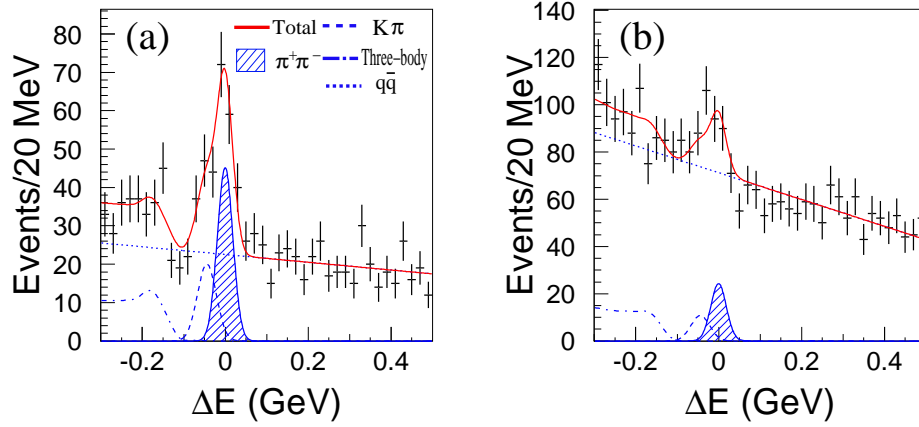 (a)
Total
Kπ
π⁺π⁻
Three-body
qq̄
Events/20 MeV
80
70
60
50
40
30
20
10
0
-0.2 0 0.2 0.4
ΔE (GeV)
(b)
Events/20 MeV
140
120
100
80
60
40
20
0
-0.2 0 0.2 0.4
ΔE (GeV)